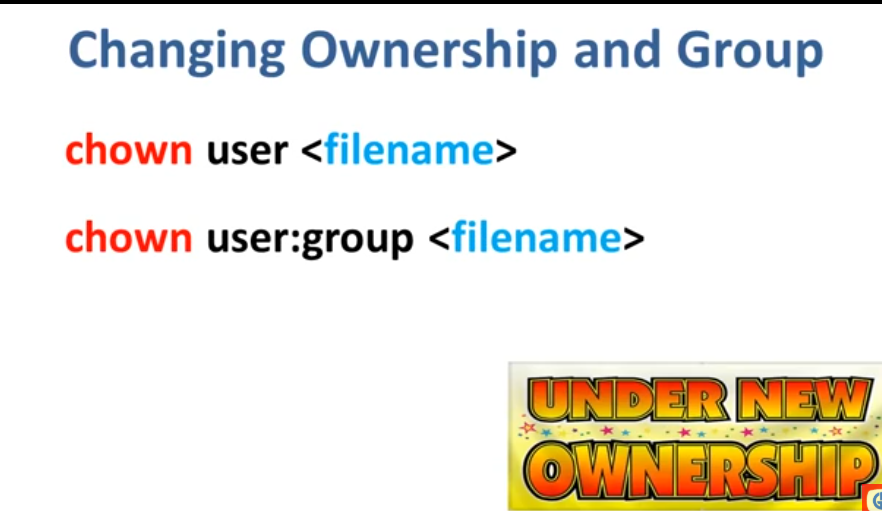 Changing Ownership and Group
chown user <filename>
chown user:group <filename>
UNDER NEW
OWNERSHIP